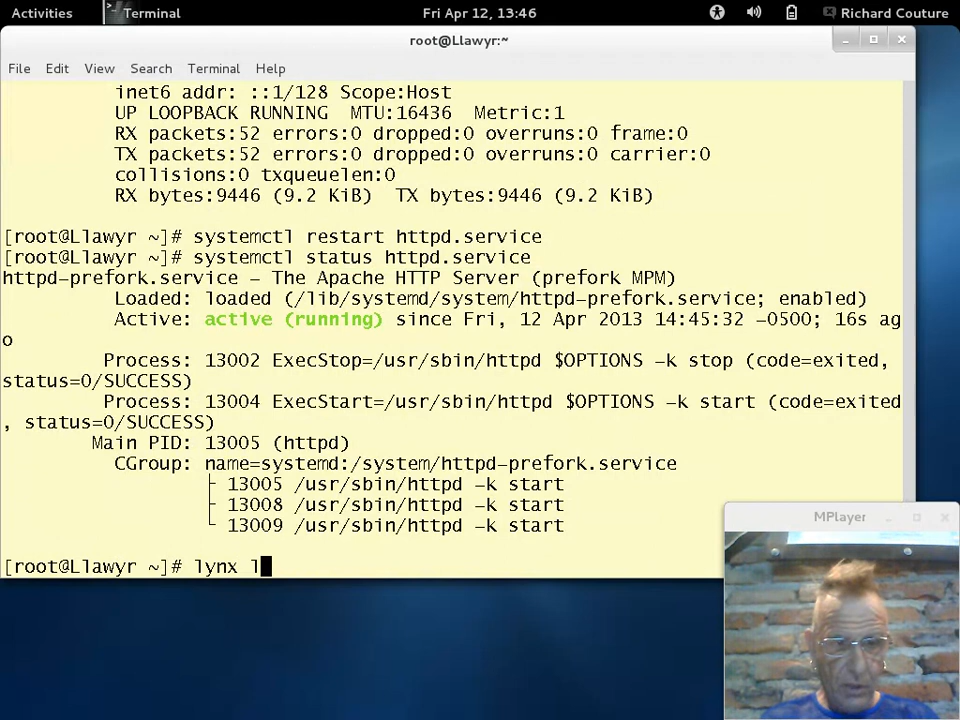 Activities
Terminal
Fri Apr 12, 13:46
Richard Couture
root@Llawyr:~
File Edit View Search Terminal Help
inet6 addr: ::1/128 Scope:Host
UP LOOPBACK RUNNING  MTU:16436  Metric:1
RX packets:52 errors:0 dropped:0 overruns:0 frame:0
TX packets:52 errors:0 dropped:0 overruns:0 carrier:0
collisions:0 txqueuelen:0
RX bytes:9446 (9.2 KiB)  TX bytes:9446 (9.2 KiB)
[root@Llawyr ~]# systemctl restart httpd.service
[root@Llawyr ~]# systemctl status httpd.service
httpd-prefork.service - The Apache HTTP Server (prefork MPM)
Loaded: loaded (/lib/systemd/system/httpd-prefork.service; enabled)
Active: active (running) since Fri, 12 Apr 2013 14:45:32 -0500; 16s ag
o
Process: 13002 ExecStop=/usr/sbin/httpd $OPTIONS -k stop (code=exited,
status=0/SUCCESS)
Process: 13004 ExecStart=/usr/sbin/httpd $OPTIONS -k start (code=exited
, status=0/SUCCESS)
Main PID: 13005 (httpd)
CGroup: name=systemd:/system/httpd-prefork.service
├ 13005 /usr/sbin/httpd -k start
├ 13008 /usr/sbin/httpd -k start
└ 13009 /usr/sbin/httpd -k start
[root@Llawyr ~]# lynx l
MPlayer